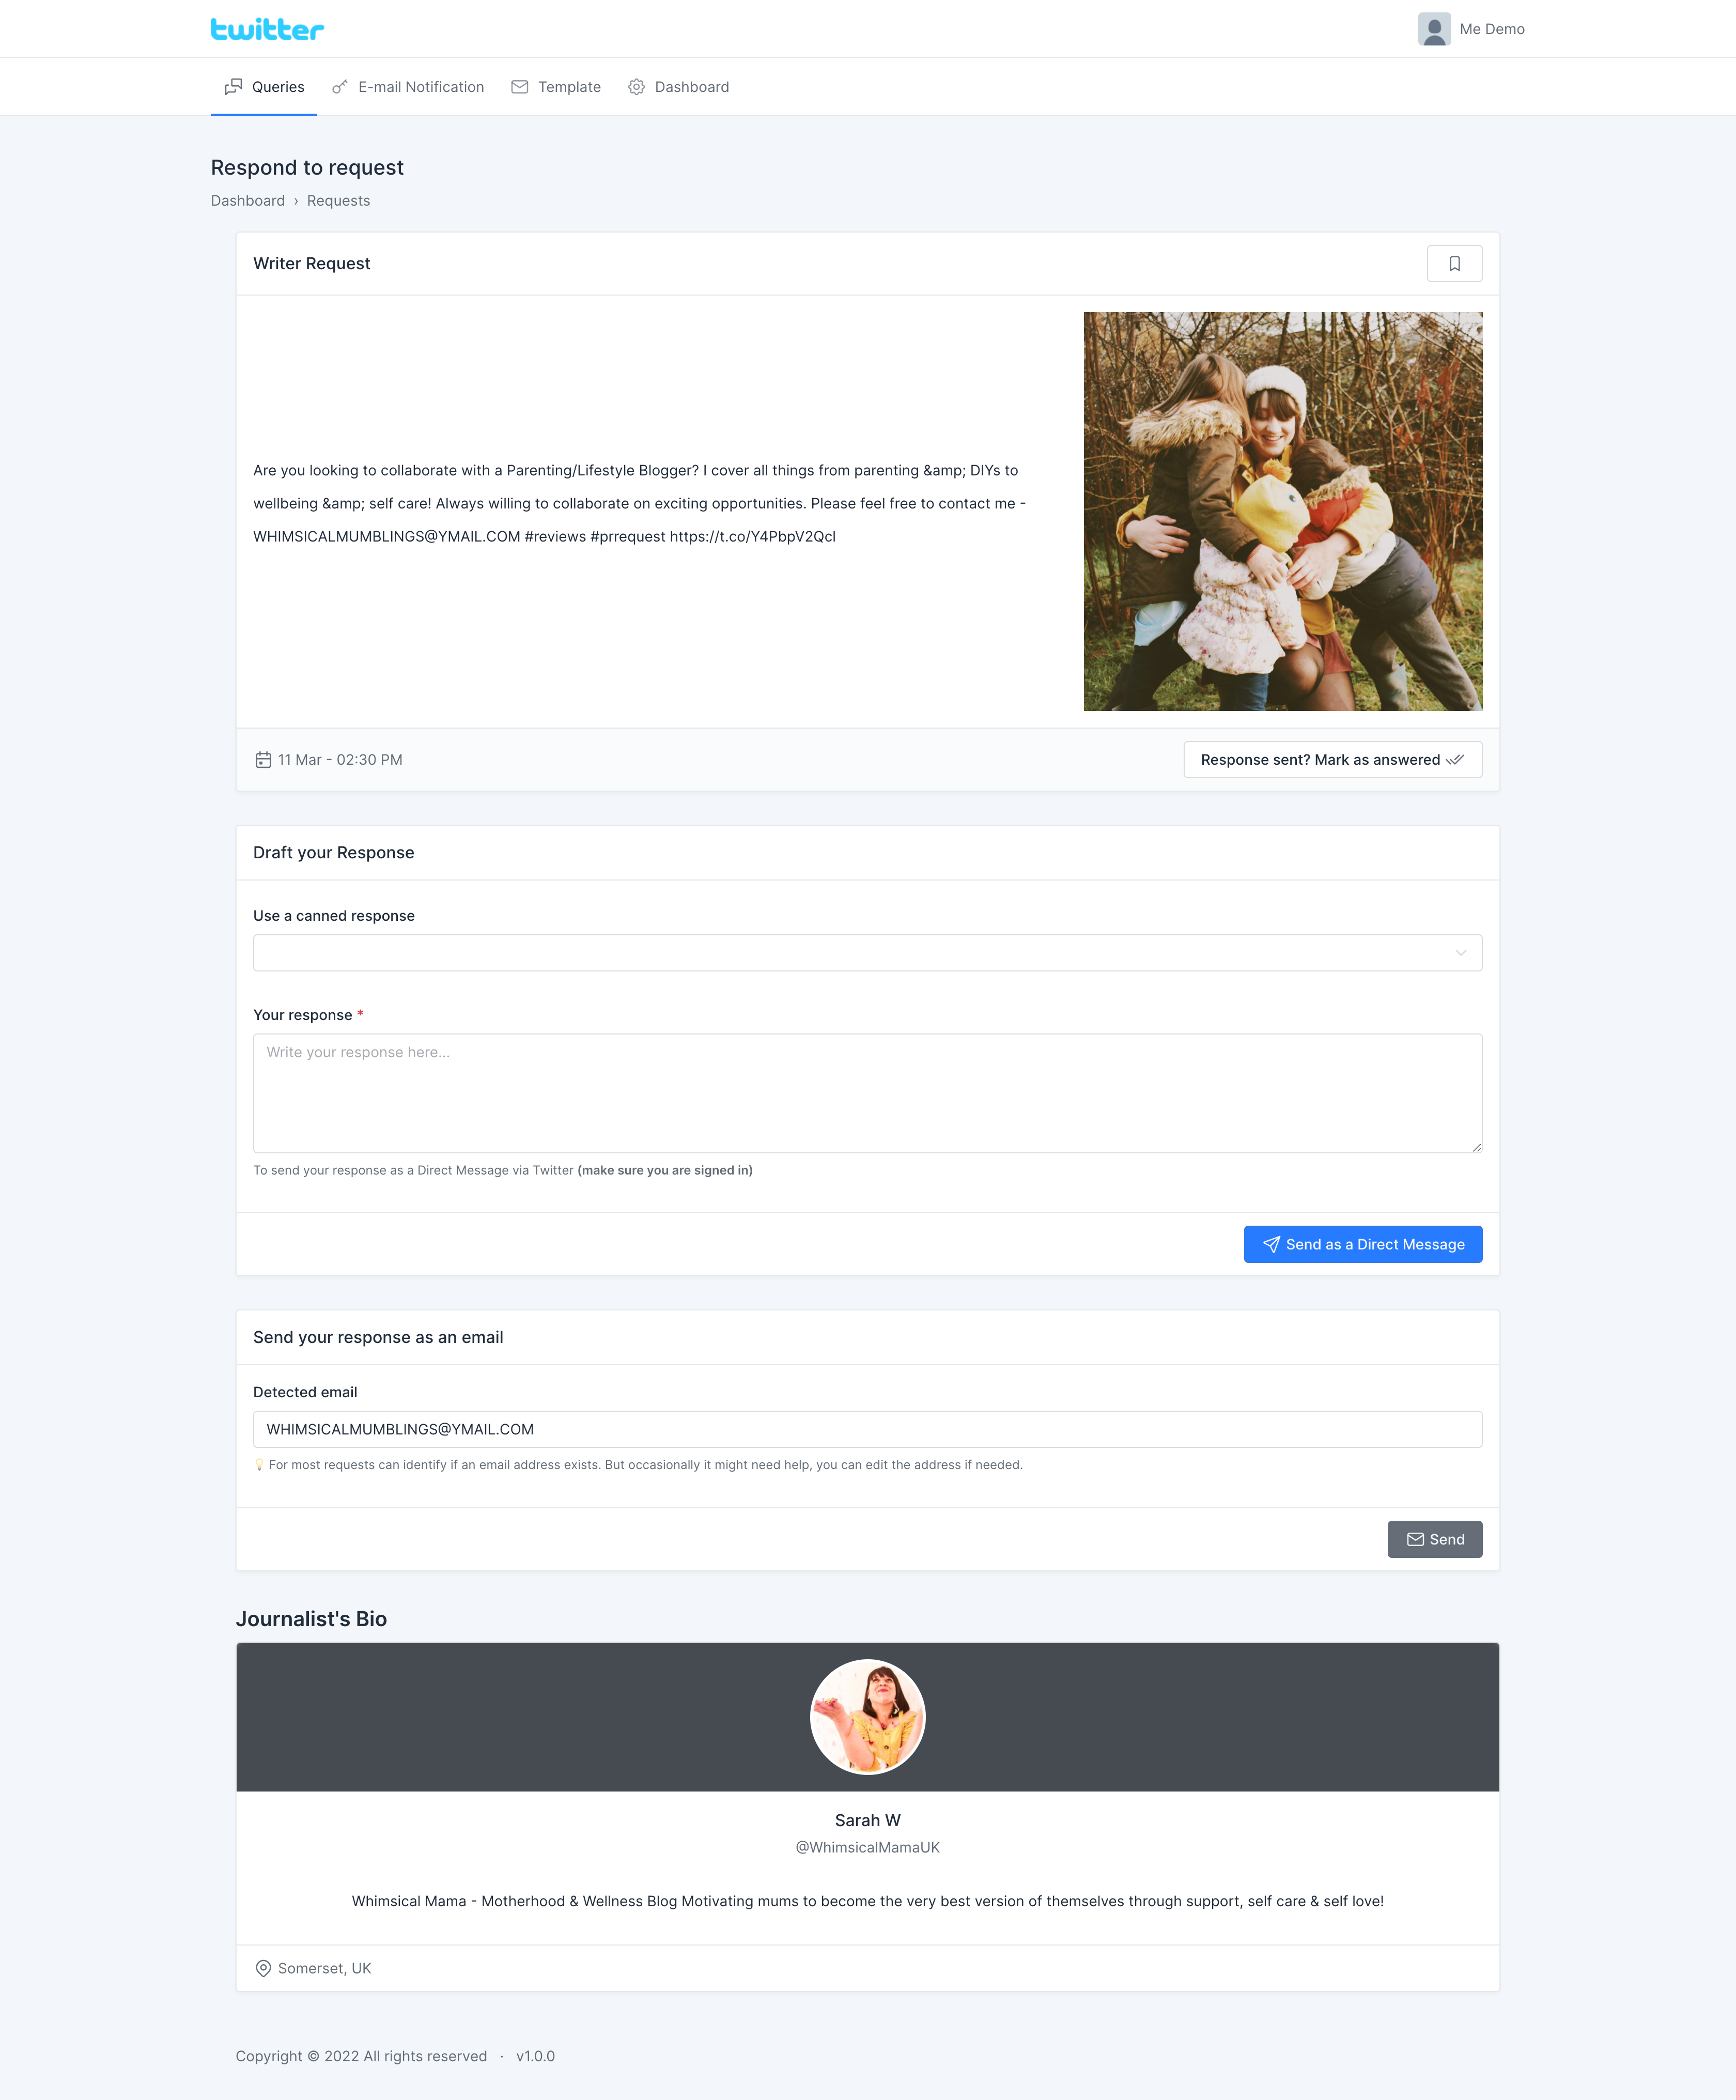 twitter
Me Demo
Queries
E-mail Notification
Template
Dashboard
Respond to request
Dashboard › Requests
Writer Request
Are you looking to collaborate with a Parenting/Lifestyle Blogger? I cover all things from parenting &amp; DIYs to
wellbeing &amp; self care! Always willing to collaborate on exciting opportunities. Please feel free to contact me -
WHIMSICALMUMBLINGS@YMAIL.COM #reviews #prrequest https://t.co/Y4PbpV2Qcl
11 Mar - 02:30 PM
Response sent? Mark as answered
Draft your Response
Use a canned response
Your response *
Write your response here...
To send your response as a Direct Message via Twitter (make sure you are signed in)
Send as a Direct Message
Send your response as an email
Detected email
WHIMSICALMUMBLINGS@YMAIL.COM
💡 For most requests can identify if an email address exists. But occasionally it might need help, you can edit the address if needed.
Send
Journalist's Bio
Sarah W
@WhimsicalMamaUK
Whimsical Mama - Motherhood & Wellness Blog Motivating mums to become the very best version of themselves through support, self care & self love!
Somerset, UK
Copyright © 2022 All rights reserved · v1.0.0